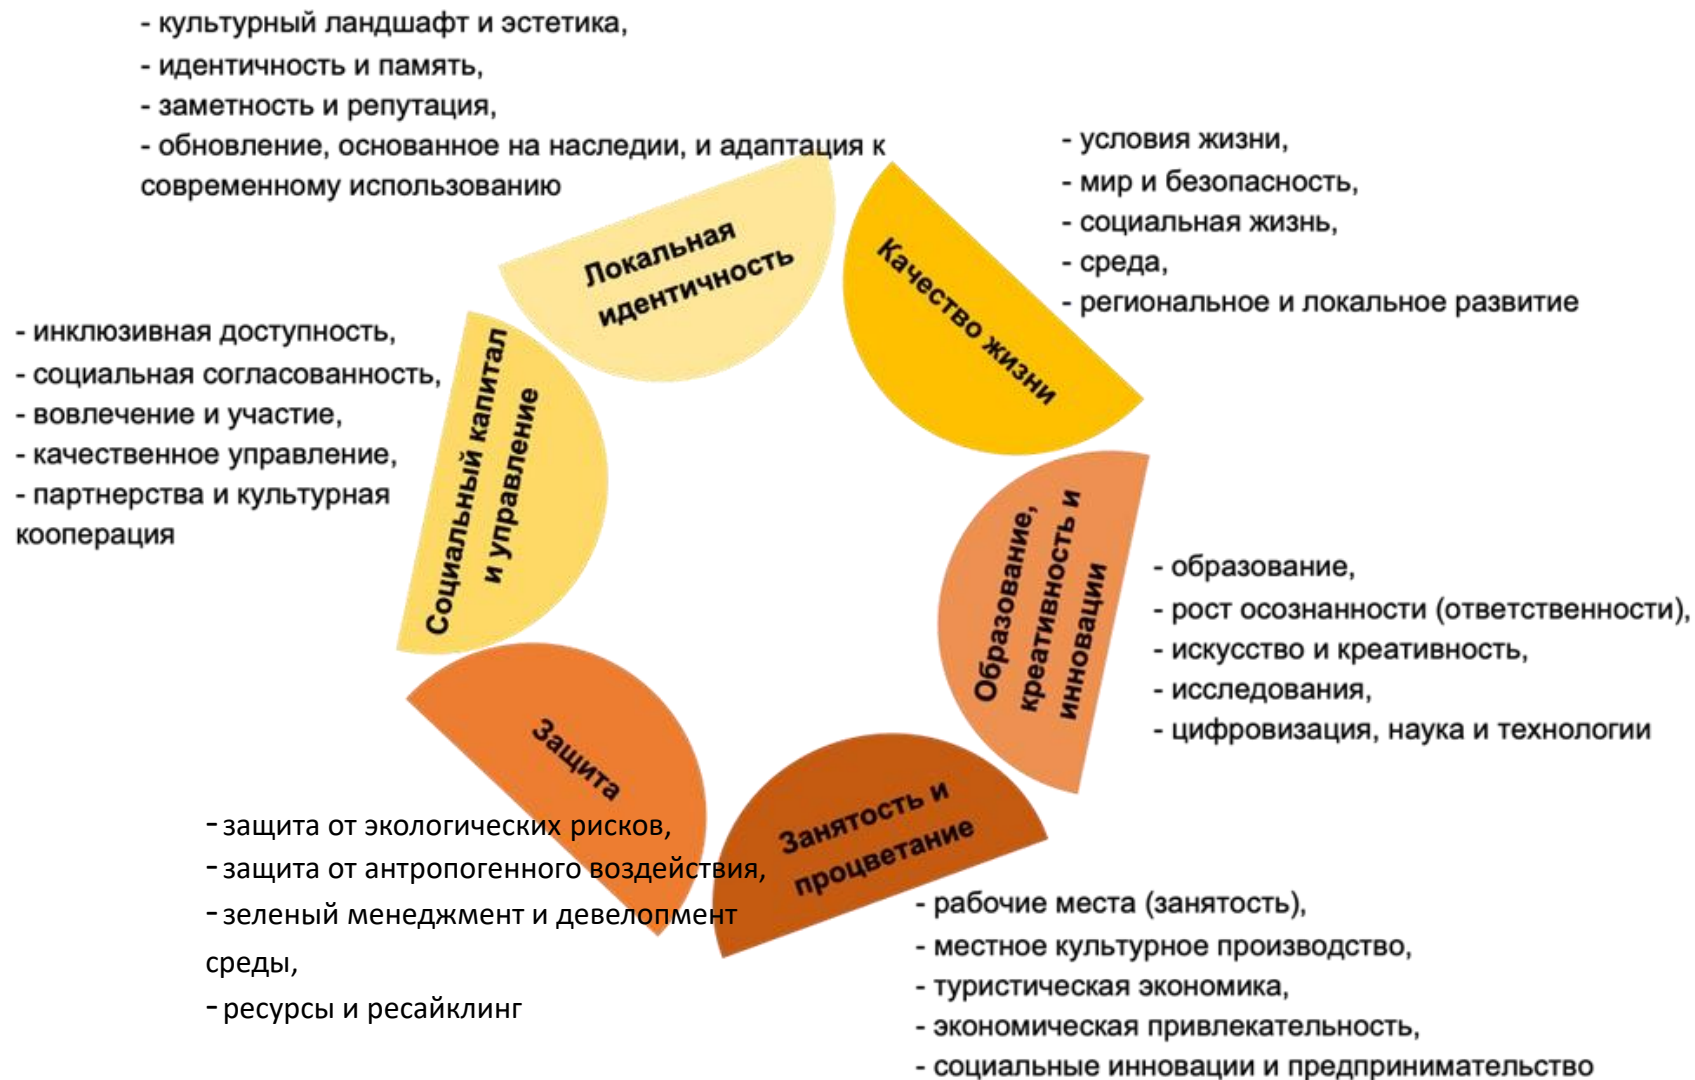 - культурный ландшафт и эстетика,
- идентичность и память,
- заметность и репутация,
- обновление, основанное на наследии, и адаптация к
современному использованию
Локальная
идентичность
- условия жизни,
- мир и безопасность,
- социальная жизнь,
- среда,
- региональное и локальное развитие
Качество жизни
- инклюзивная доступность,
- социальная согласованность,
- вовлечение и участие,
- качественное управление,
- партнерства и культурная
кооперация
Социальный капитал
и управление
Образование,
креативность и
инновации
- образование,
- рост осознанности (ответственности),
- искусство и креативность,
- исследования,
- цифровизация, наука и технологии
Защита
- защита от экологических рисков,
- защита от антропогенного воздействия,
- зеленый менеджмент и девелопмент
среды,
- ресурсы и ресайклинг
Занятость и
процветание
- рабочие места (занятость),
- местное культурное производство,
- туристическая экономика,
- экономическая привлекательность,
- социальные инновации и предпринимательство